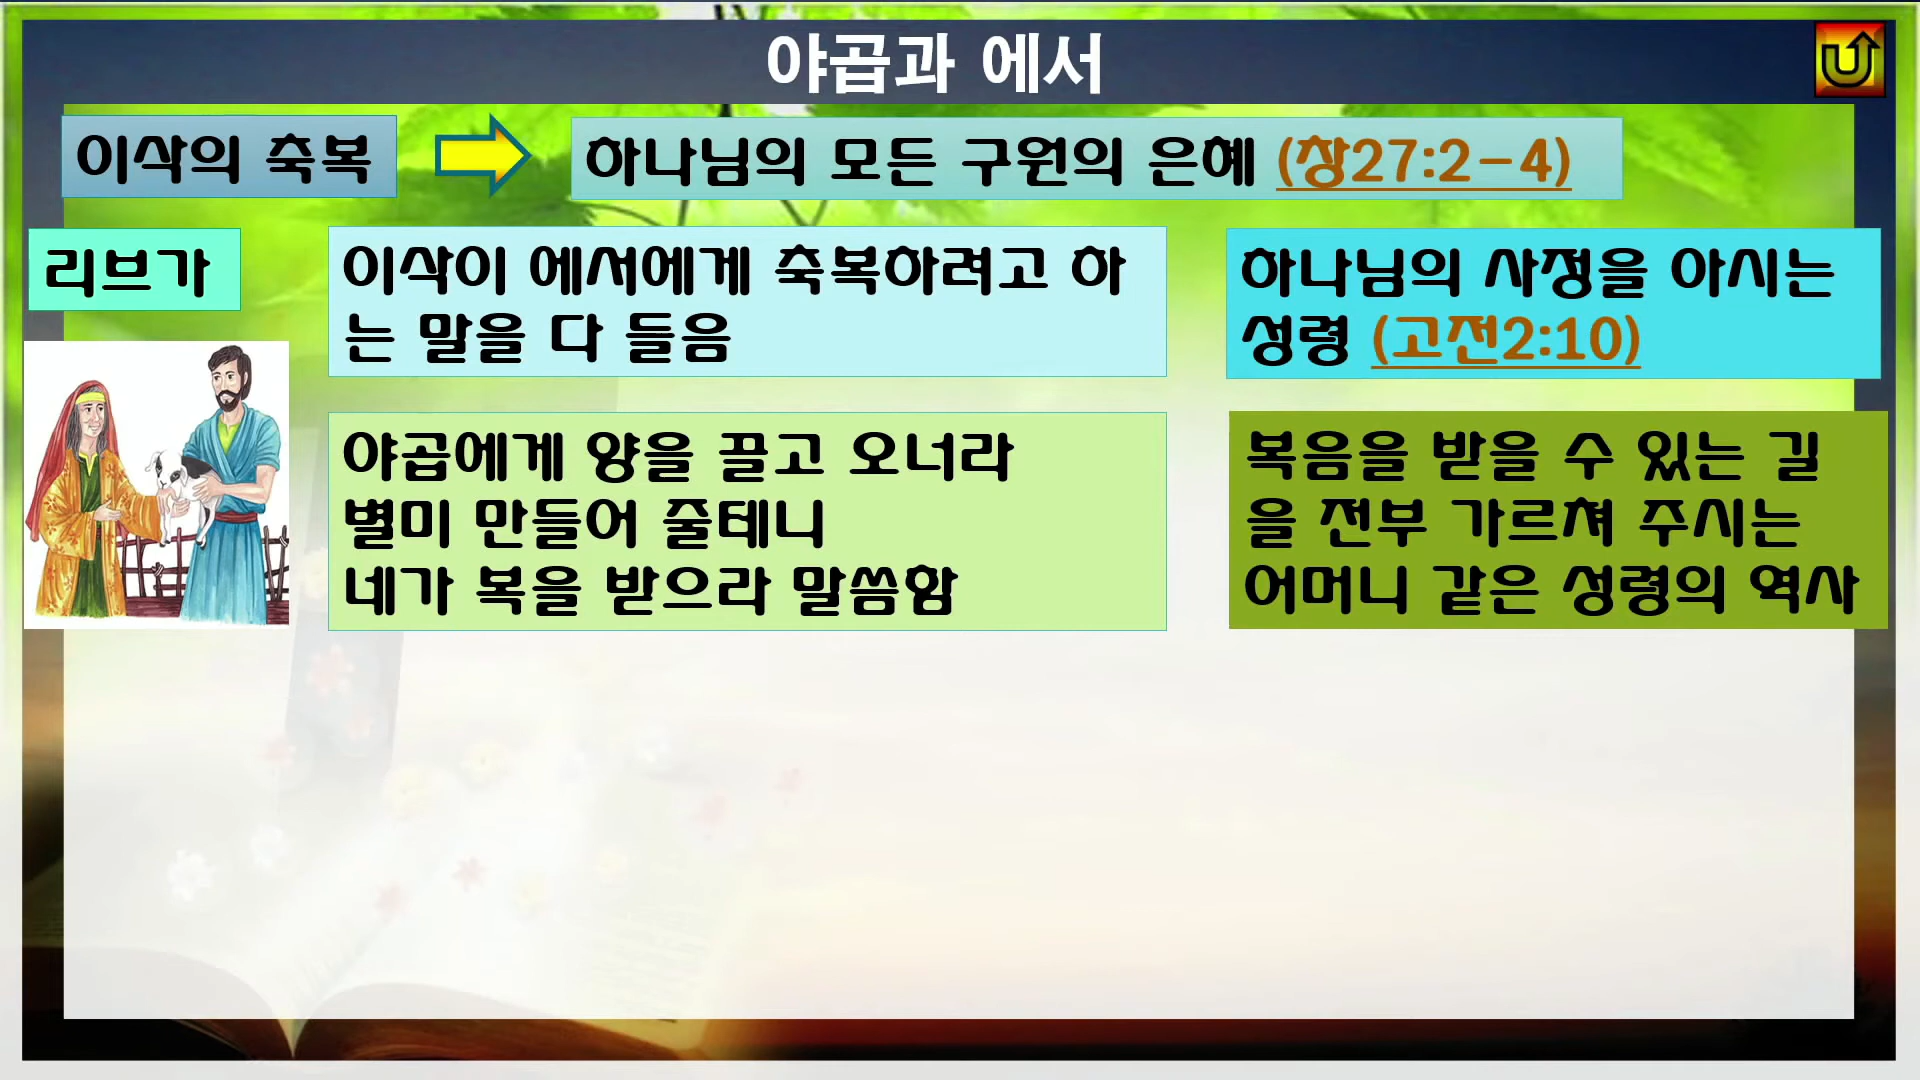 야곱과 에서
이삭의 축복
하나님의 모든 구원의 은혜 (창27:2-4)
리브가
이삭이 에서에게 축복하려고 하
는 말을 다 들음
하나님의 사정을 아시는
성령 (고전2:10)
야곱에게 양을 끌고 오너라
별미 만들어 줄테니
네가 복을 받으라 말씀함
복음을 받을 수 있는 길
을 전부 가르쳐 주시는
어머니 같은 성령의 역사